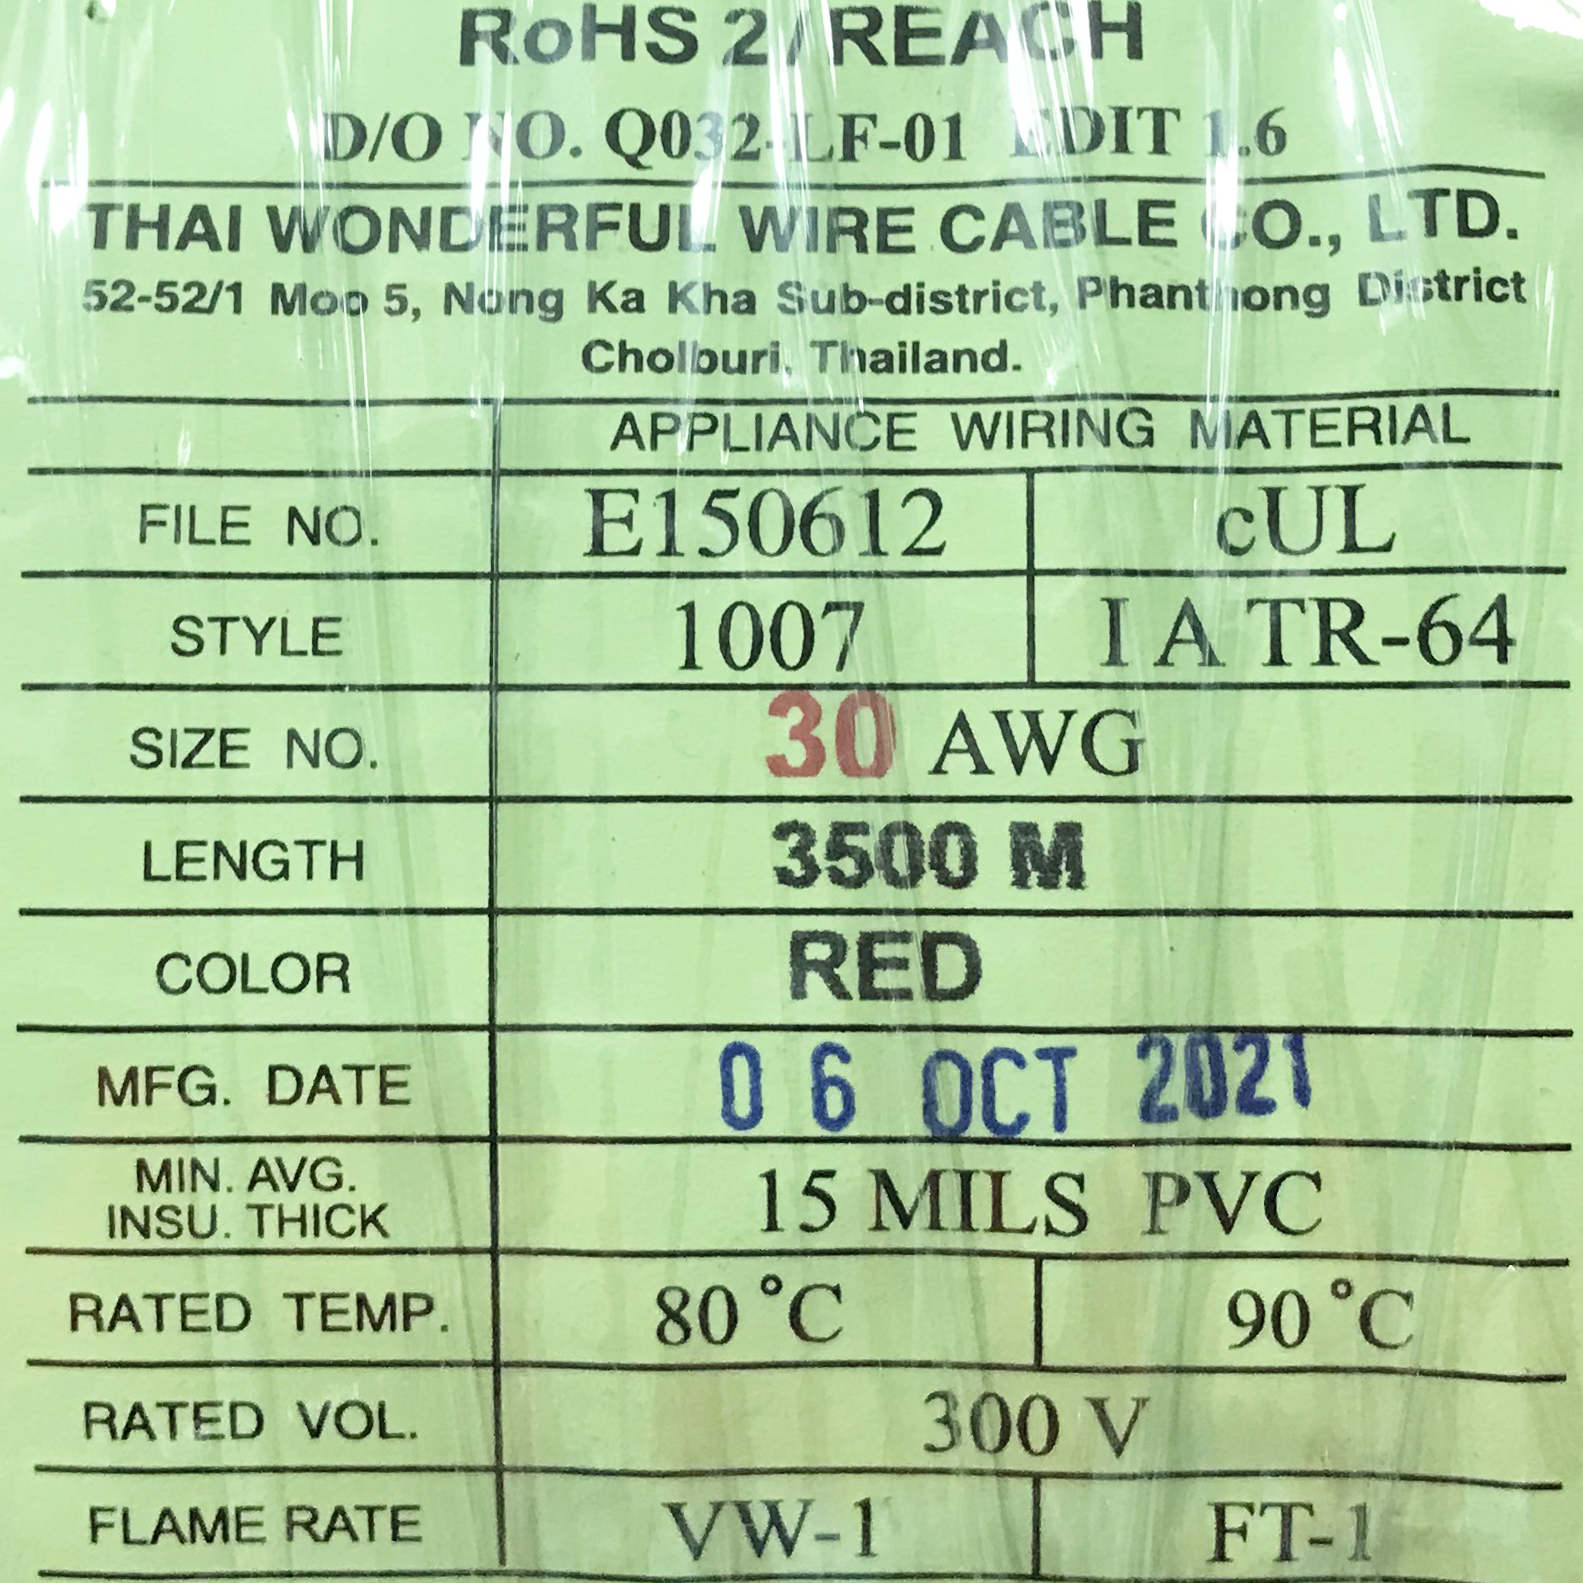 RoHS 2 / REACH
D/O NO. Q032-LF-01 EDIT 1.6
THAI WONDERFUL WIRE CABLE CO., LTD.
52-52/1 Moo 5, Nong Ka Kha Sub-district, Phanthong District
Cholburi, Thailand.
APPLIANCE WIRING MATERIAL
FILE NO. E150612 cUL
STYLE 1007 I A TR-64
SIZE NO. 30 AWG
LENGTH 3500 M
COLOR RED
MFG. DATE 06 OCT 2021
MIN. AVG.
INSU. THICK 15 MILS PVC
RATED TEMP. 80 °C 90 °C
RATED VOL. 300 V
FLAME RATE VW-1 FT-1